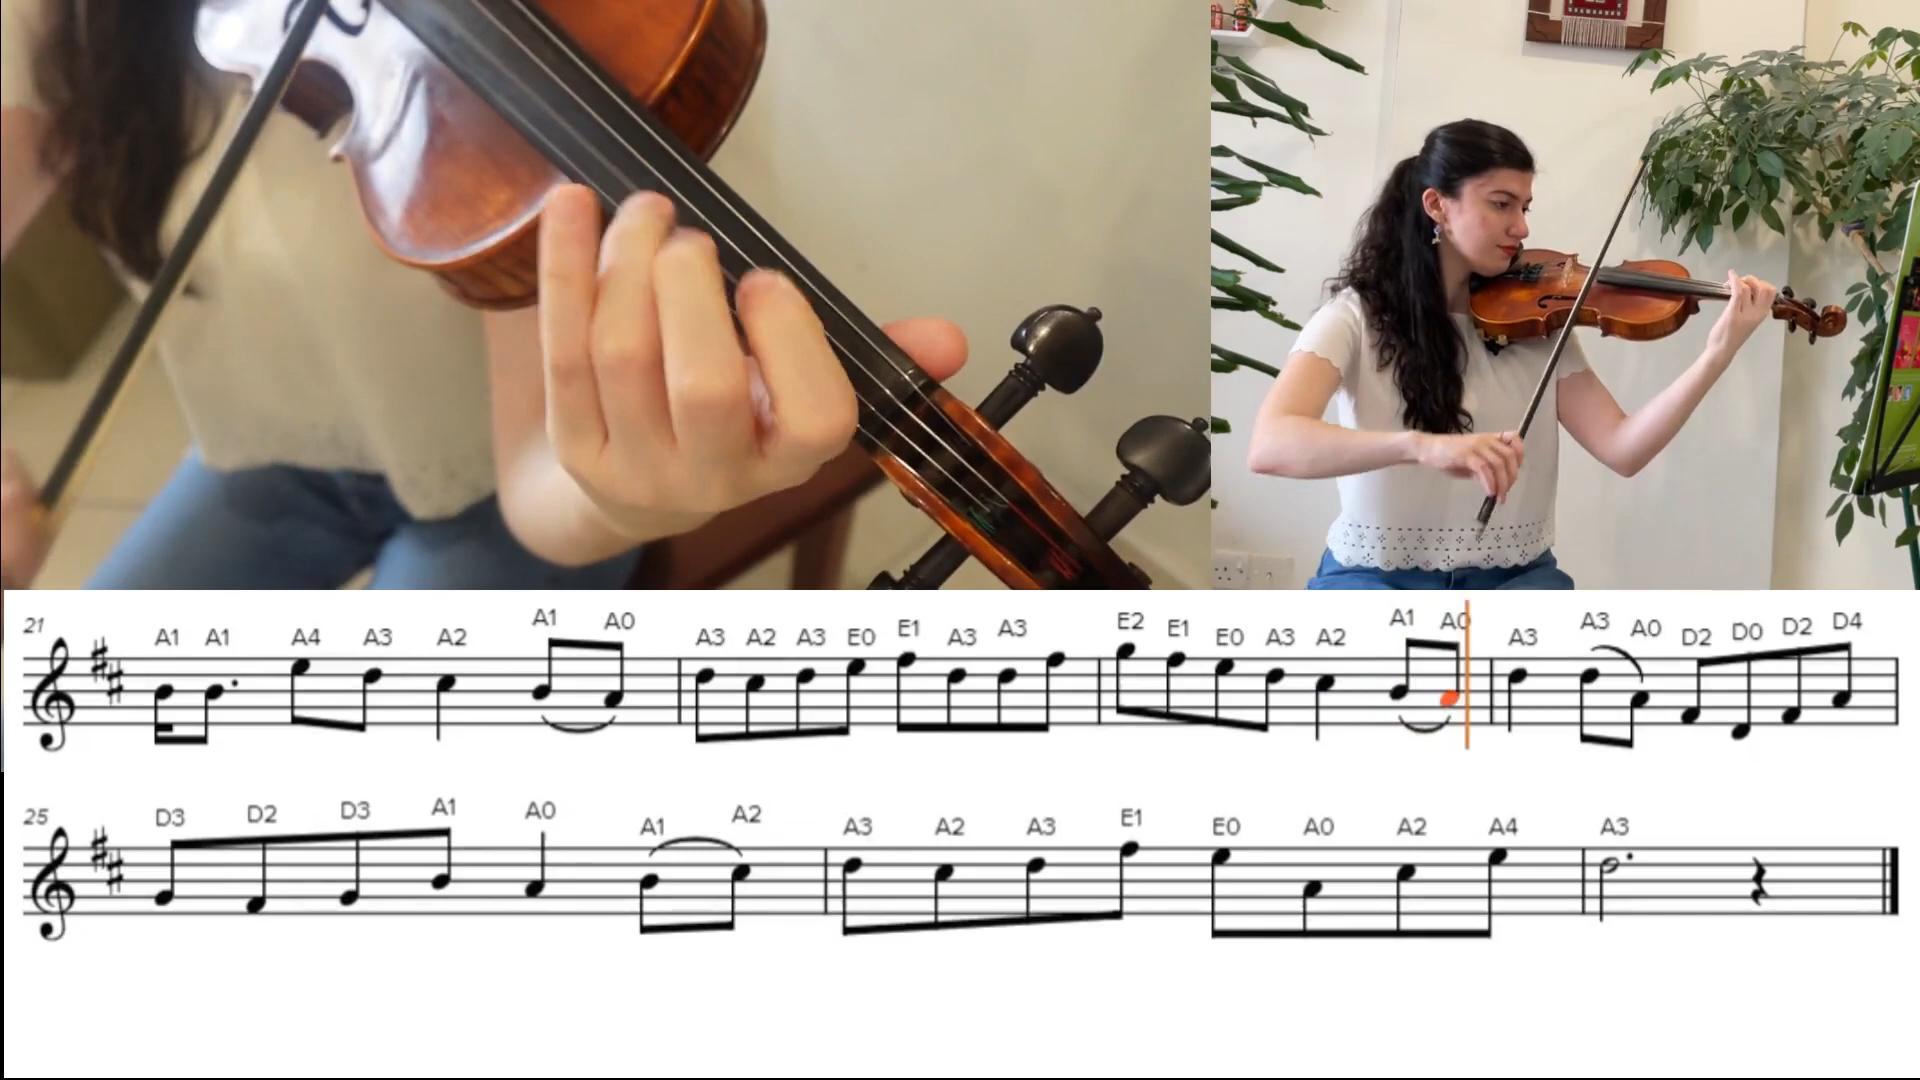 21
A1 A1 A4 A3 A2 A1 A0 A3 A2 A3 E0 E1 A3 A3 E2 E1 E0 A3 A2 A1 A0 A3 A3 A0 D2 D0 D2 D4
25
D3 D2 D3 A1 A0 A1 A2 A3 A2 A3 E1 E0 A0 A2 A4 A3